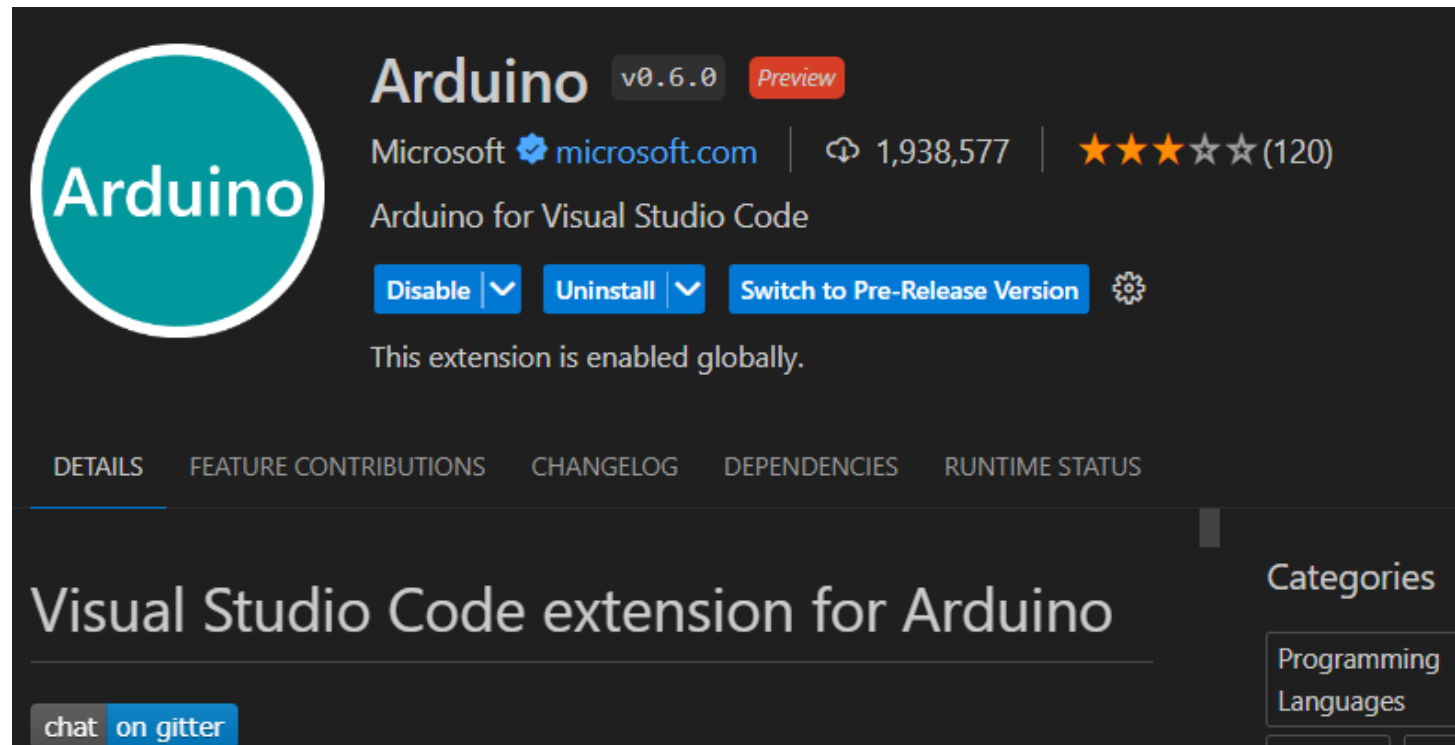 Arduino
Arduino v0.6.0 Preview
Microsoft microsoft.com 1,938,577 (120)
Arduino for Visual Studio Code
Disable Uninstall Switch to Pre-Release Version
This extension is enabled globally.
DETAILS FEATURE CONTRIBUTIONS CHANGELOG DEPENDENCIES RUNTIME STATUS
Visual Studio Code extension for Arduino
chat on gitter
Categories
Programming
Languages